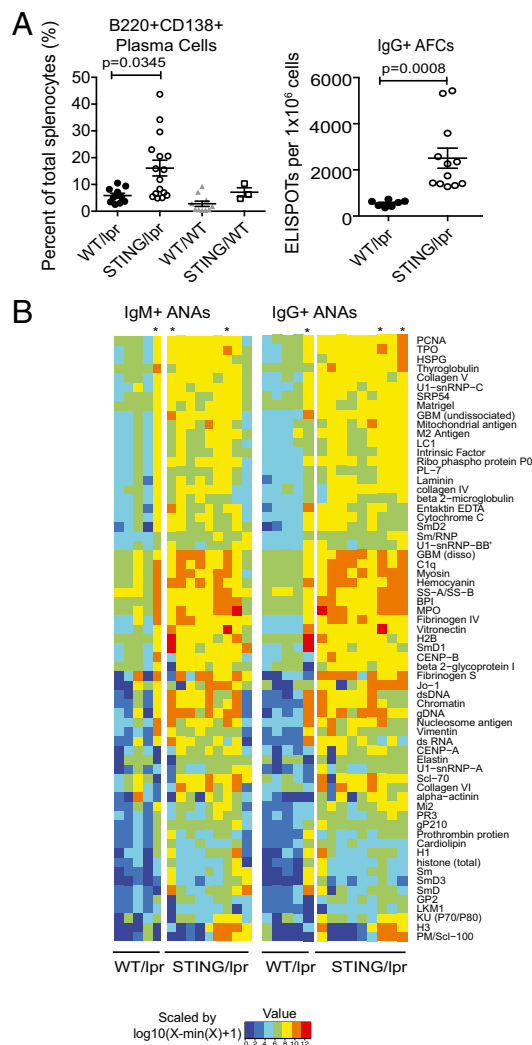 A
B220+CD138+
Plasma Cells
p=0.0345
Percent of total splenocytes (%)
50
40
30
20
10
0
WT/lpr
STING/lpr
WT/WT
STING/WT
IgG+ AFCs
p=0.0008
ELISPOTs per 1x10⁶ cells
6000
4000
2000
0
WT/lpr
STING/lpr
B
IgM+ ANAs
IgG+ ANAs
* * * * * *
PCNA
TPO
HSPG
Thyroglobulin
Collagen V
U1-snRNP-C
SRP54
Matrigel
GBM (undissociated)
Mitochondrial antigen
M2 Antigen
LC1
Intrinsic Factor
Ribo phospho protein P0
PL-7
Laminin
collagen IV
beta 2-microglobulin
Entaktin EDTA
Cytochrome C
SmD2
Sm/RNP
U1-snRNP-BB'
GBM (disso)
C1q
Myosin
Hemocyanin
SS-A/SS-B
BPI
MPO
Fibrinogen IV
Vitronectin
H2B
SmD1
CENP-B
beta 2-glycoprotein I
Fibrinogen S
Jo-1
dsDNA
Chromatin
gDNA
Nucleosome antigen
Vimentin
ds RNA
CENP-A
Elastin
U1-snRNP-A
Scl-70
Collagen VI
alpha-actinin
Mi2
PR3
gP210
Prothrombin protien
Cardiolipin
H1
histone (total)
Sm
SmD3
SmD
GP2
LKM1
KU (P70/P80)
H3
PM/Scl-100
WT/lpr STING/lpr WT/lpr STING/lpr
Scaled by
log10(X-min(X)+1)
Value
0 2 4 6 8 10 12